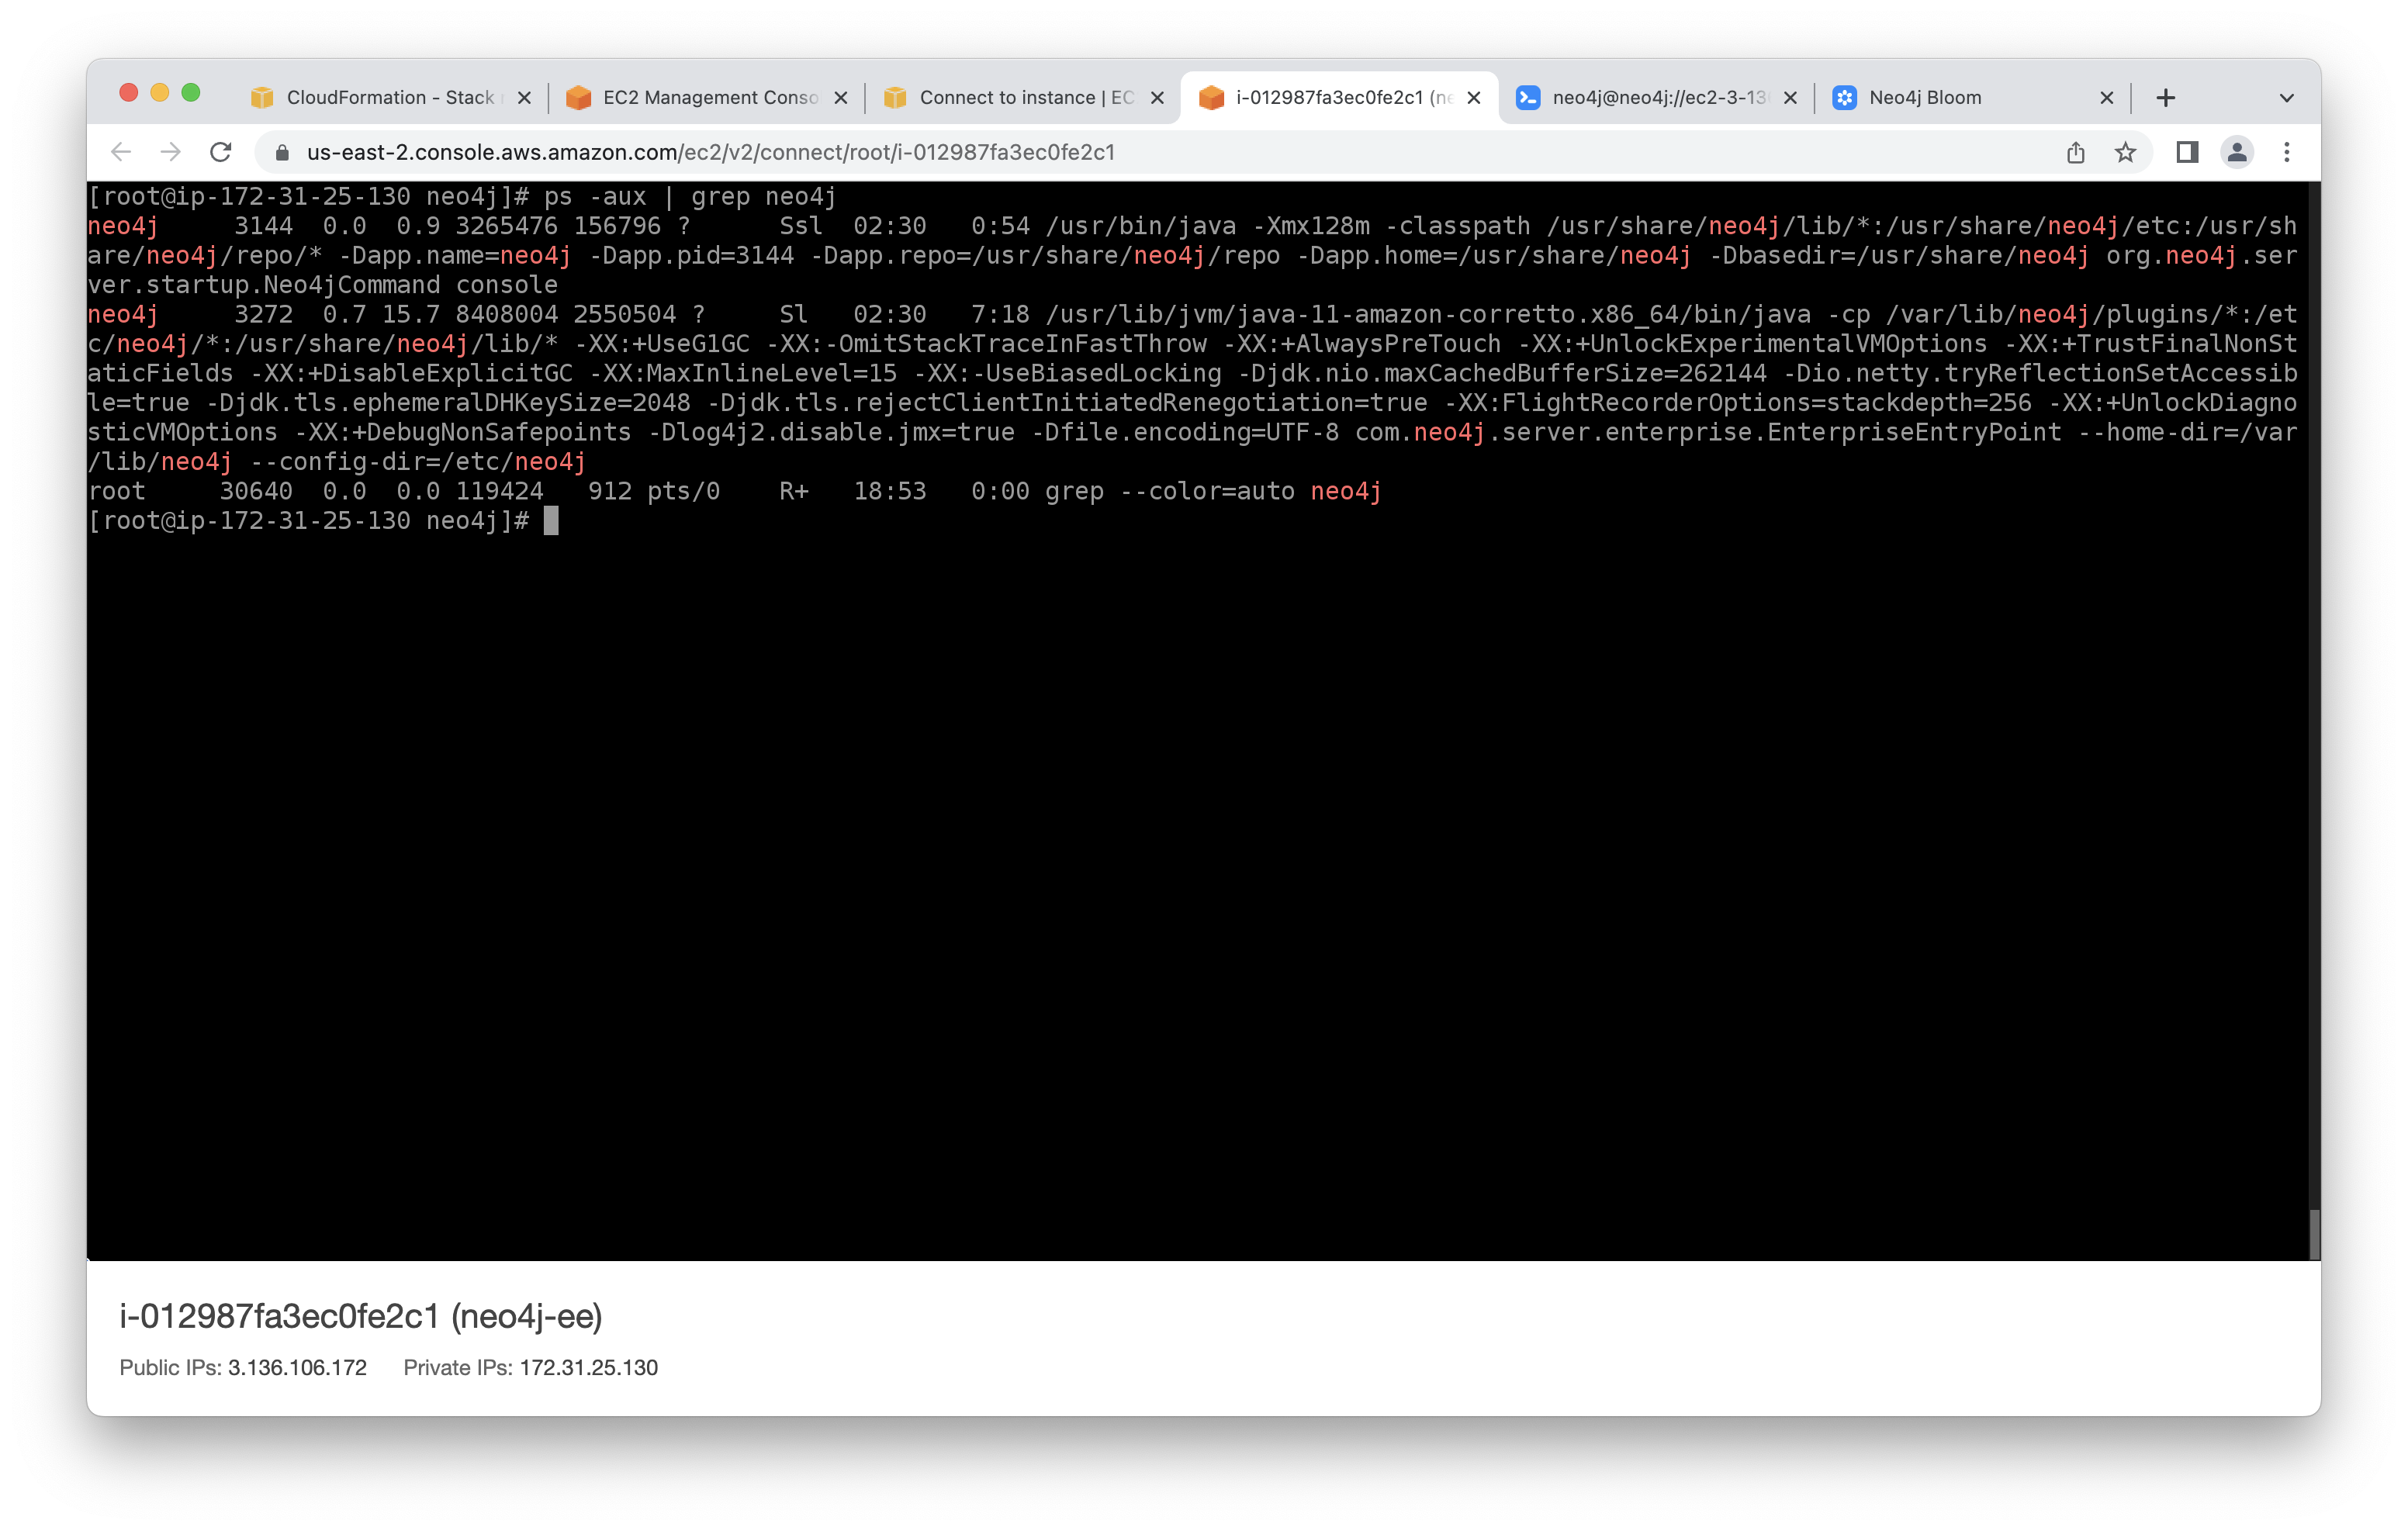 CloudFormation - Stack
EC2 Management Conso
Connect to instance | EC
i-012987fa3ec0fe2c1 (ne
neo4j@neo4j://ec2-3-13
Neo4j Bloom
us-east-2.console.aws.amazon.com/ec2/v2/connect/root/i-012987fa3ec0fe2c1
[root@ip-172-31-25-130 neo4j]# ps -aux | grep neo4j
neo4j     3144  0.0  0.9 3265476 156796 ?      Ssl  02:30   0:54 /usr/bin/java -Xmx128m -classpath /usr/share/neo4j/lib/*:/usr/share/neo4j/etc:/usr/sh
are/neo4j/repo/* -Dapp.name=neo4j -Dapp.pid=3144 -Dapp.repo=/usr/share/neo4j/repo -Dapp.home=/usr/share/neo4j -Dbasedir=/usr/share/neo4j org.neo4j.ser
ver.startup.Neo4jCommand console
neo4j     3272  0.7 15.7 8408004 2550504 ?     Sl   02:30   7:18 /usr/lib/jvm/java-11-amazon-corretto.x86_64/bin/java -cp /var/lib/neo4j/plugins/*:/et
c/neo4j/*:/usr/share/neo4j/lib/* -XX:+UseG1GC -XX:-OmitStackTraceInFastThrow -XX:+AlwaysPreTouch -XX:+UnlockExperimentalVMOptions -XX:+TrustFinalNonSt
aticFields -XX:+DisableExplicitGC -XX:MaxInlineLevel=15 -XX:-UseBiasedLocking -Djdk.nio.maxCachedBufferSize=262144 -Dio.netty.tryReflectionSetAccessib
le=true -Djdk.tls.ephemeralDHKeySize=2048 -Djdk.tls.rejectClientInitiatedRenegotiation=true -XX:FlightRecorderOptions=stackdepth=256 -XX:+UnlockDiagno
sticVMOptions -XX:+DebugNonSafepoints -Dlog4j2.disable.jmx=true -Dfile.encoding=UTF-8 com.neo4j.server.enterprise.EnterpriseEntryPoint --home-dir=/var
/lib/neo4j --config-dir=/etc/neo4j
root     30640  0.0  0.0 119424   912 pts/0    R+   18:53   0:00 grep --color=auto neo4j
[root@ip-172-31-25-130 neo4j]#
i-012987fa3ec0fe2c1 (neo4j-ee)
Public IPs: 3.136.106.172 Private IPs: 172.31.25.130